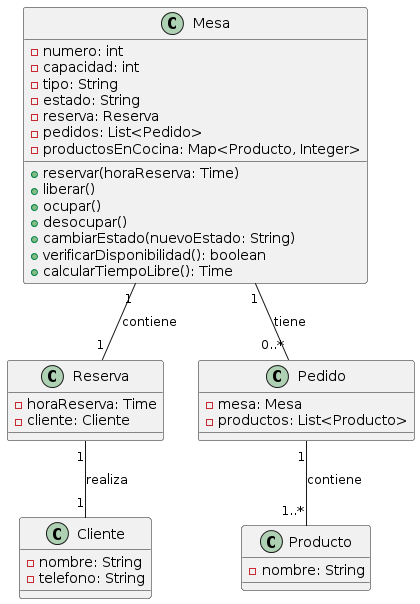 C Mesa
numero: int
capacidad: int
tipo: String
estado: String
reserva: Reserva
pedidos: List<Pedido>
productosEnCocina: Map<Producto, Integer>
reservar(horaReserva: Time)
liberar()
ocupar()
desocupar()
cambiarEstado(nuevoEstado: String)
verificarDisponibilidad(): boolean
calcularTiempoLibre(): Time
1 1
contiene tiene
1 0..*
C Reserva
horaReserva: Time
cliente: Cliente
C Pedido
mesa: Mesa
productos: List<Producto>
1 1
realiza contiene
1 1..*
C Cliente
nombre: String
telefono: String
C Producto
nombre: String